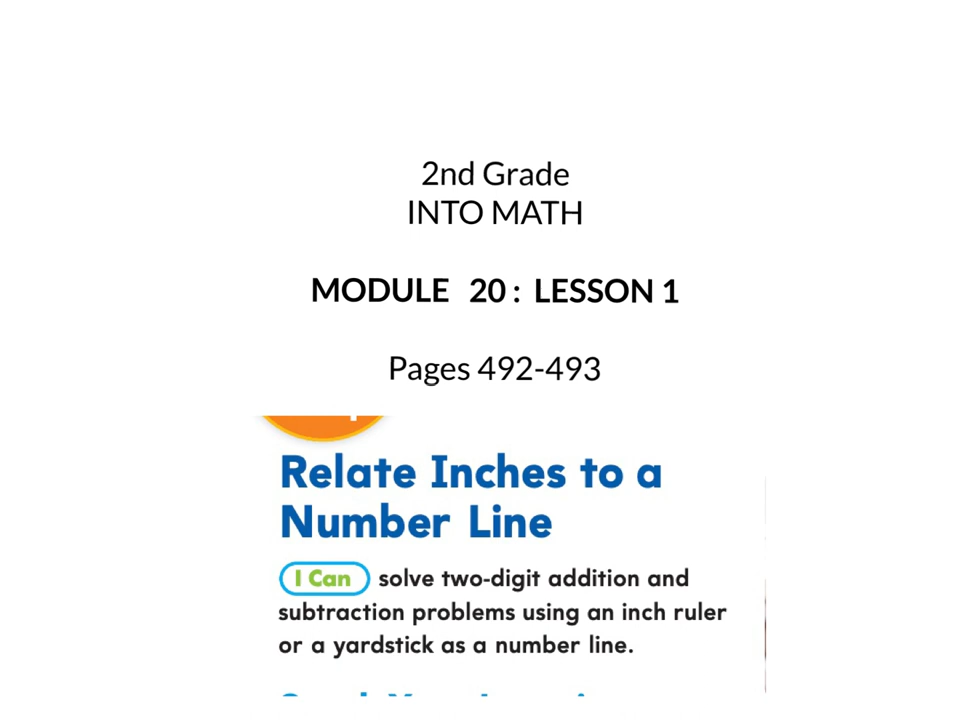 2nd Grade
INTO MATH
MODULE 20 : LESSON 1
Pages 492-493
Relate Inches to a
Number Line
I Can solve two-digit addition and
subtraction problems using an inch ruler
or a yardstick as a number line.